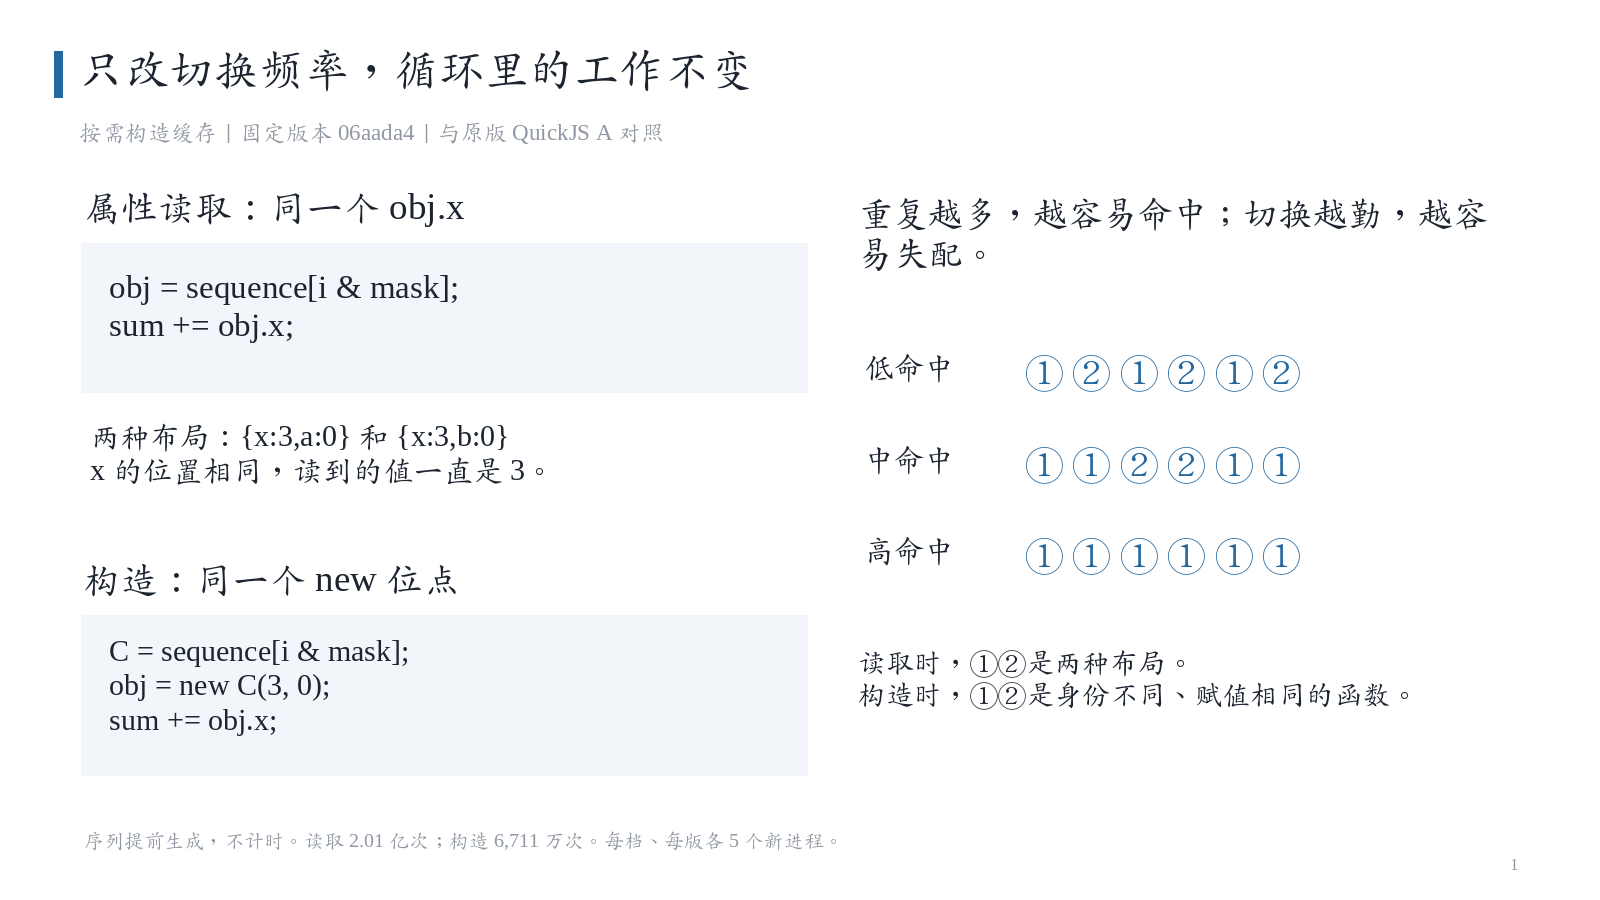 只改切换频率，循环里的工作不变
按需构造缓存｜固定版本 06aada4｜与原版 QuickJS A 对照
属性读取：同一个 obj.x
obj = sequence[i & mask];
sum += obj.x;
两种布局：{x:3,a:0} 和 {x:3,b:0}
x 的位置相同，读到的值一直是 3。
构造：同一个 new 位点
C = sequence[i & mask];
obj = new C(3, 0);
sum += obj.x;
重复越多，越容易命中；切换越勤，越容
易失配。
低命中 ① ② ① ② ① ②
中命中 ① ① ② ② ① ①
高命中 ① ① ① ① ① ①
读取时，①②是两种布局。
构造时，①②是身份不同、赋值相同的函数。
序列提前生成，不计时。读取 2.01 亿次；构造 6,711 万次。每档、每版各 5 个新进程。
1